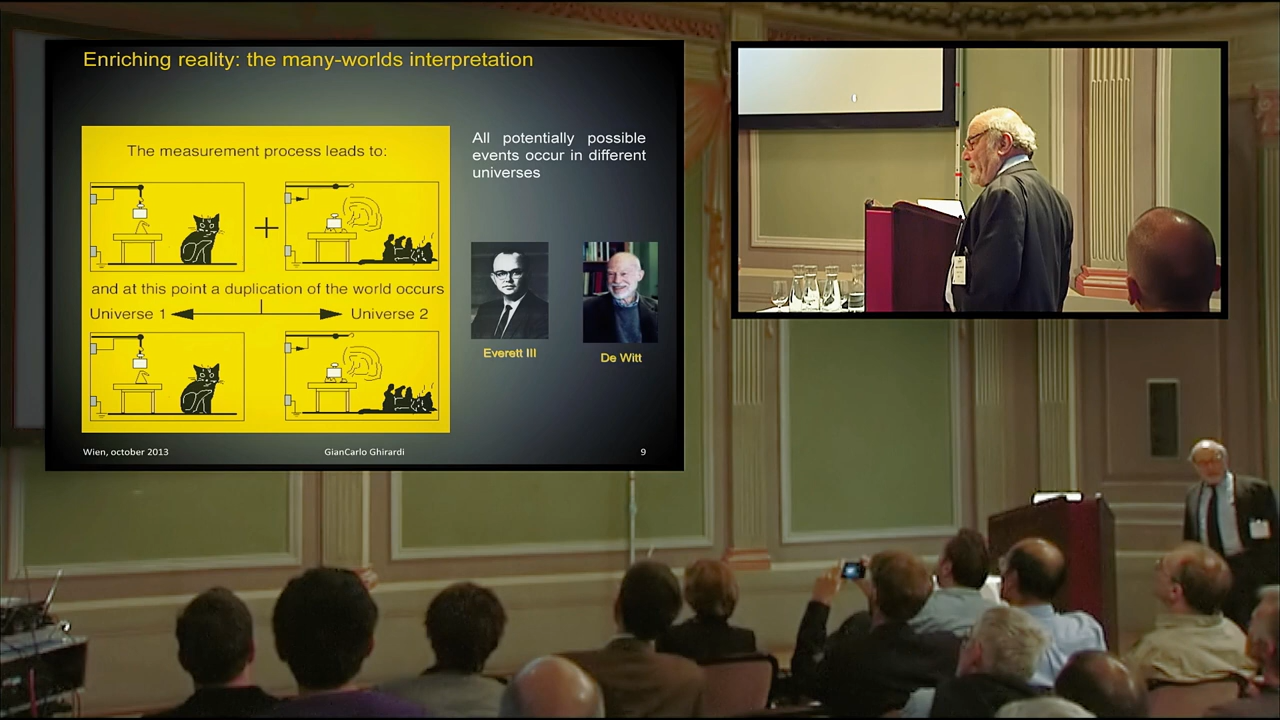 Enriching reality: the many-worlds interpretation
The measurement process leads to:
+
and at this point a duplication of the world occurs
Universe 1
Universe 2
All potentially possible
events occur in different
universes
Everett III
De Witt
Wien, october 2013
GianCarlo Ghirardi
9